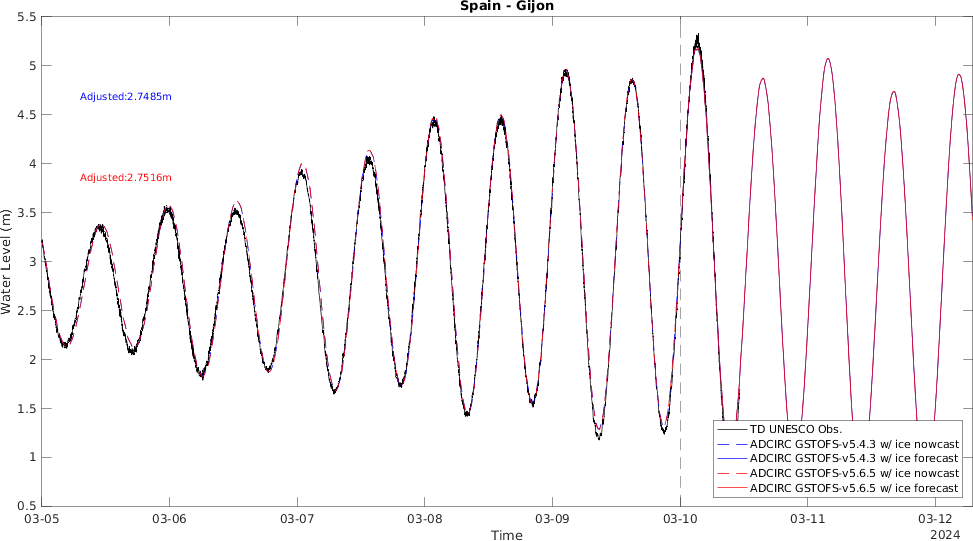 Spain - Gijon
5.5
5
4.5
4
3.5
3
2.5
2
1.5
1
0.5
Water Level (m)
Adjusted:2.7485m
Adjusted:2.7516m
TD UNESCO Obs.
ADCIRC GSTOFS-v5.4.3 w/ ice nowcast
ADCIRC GSTOFS-v5.4.3 w/ ice forecast
ADCIRC GSTOFS-v5.6.5 w/ ice nowcast
ADCIRC GSTOFS-v5.6.5 w/ ice forecast
03-05 03-06 03-07 03-08 03-09 03-10 03-11 03-12
Time
2024